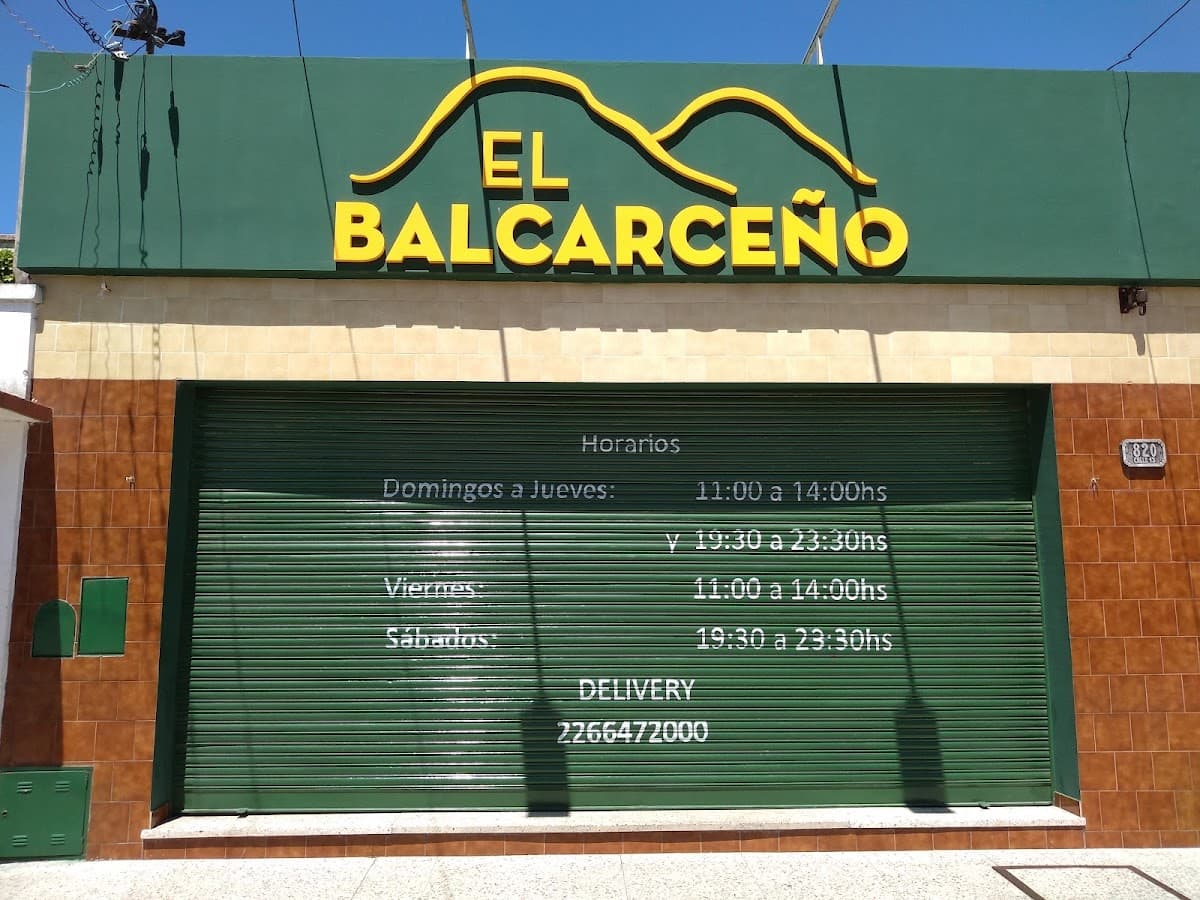 EL
BALCARCEÑO
820
Horarios
Domingos a Jueves: 11:00 a 14:00hs
y 19:30 a 23:30hs
Viernes: 11:00 a 14:00hs
Sábados: 19:30 a 23:30hs
DELIVERY
2266472000